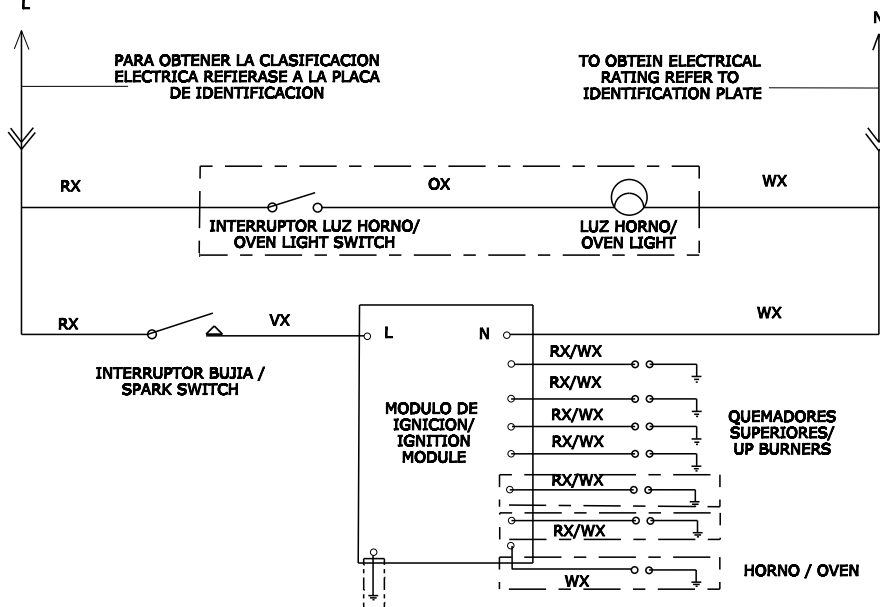 L
N
PARA OBTENER LA CLASIFICACION
ELECTRICA REFIERASE A LA PLACA
DE IDENTIFICACION
TO OBTEIN ELECTRICAL
RATING REFER TO
IDENTIFICATION PLATE
RX
OX
WX
INTERRUPTOR LUZ HORNO/
OVEN LIGHT SWITCH
LUZ HORNO/
OVEN LIGHT
RX
VX
L
N
WX
INTERRUPTOR BUJIA /
SPARK SWITCH
MODULO DE
IGNICION/
IGNITION
MODULE
RX/WX
RX/WX
RX/WX
RX/WX
RX/WX
RX/WX
WX
QUEMADORES
SUPERIORES/
UP BURNERS
HORNO / OVEN